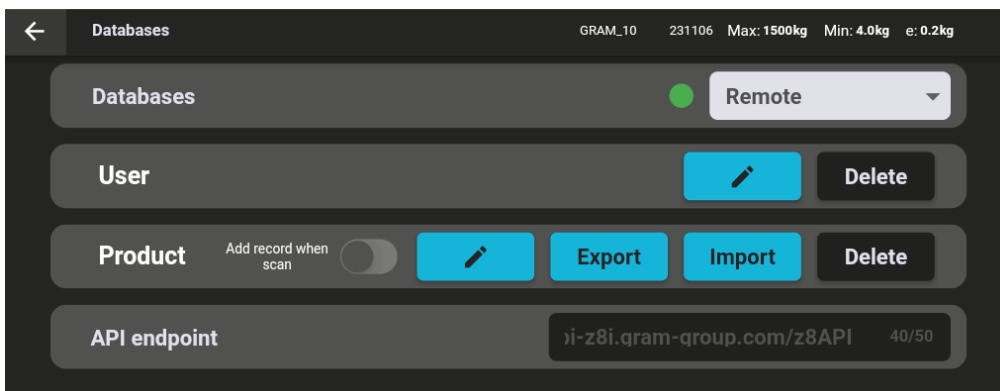 Databases GRAM_10 231106 Max: 1500kg Min: 4.0kg e: 0.2kg
Databases Remote
User Delete
Product Add record when
scan Export Import Delete
API endpoint i-z8i.gram-group.com/z8API 40/50